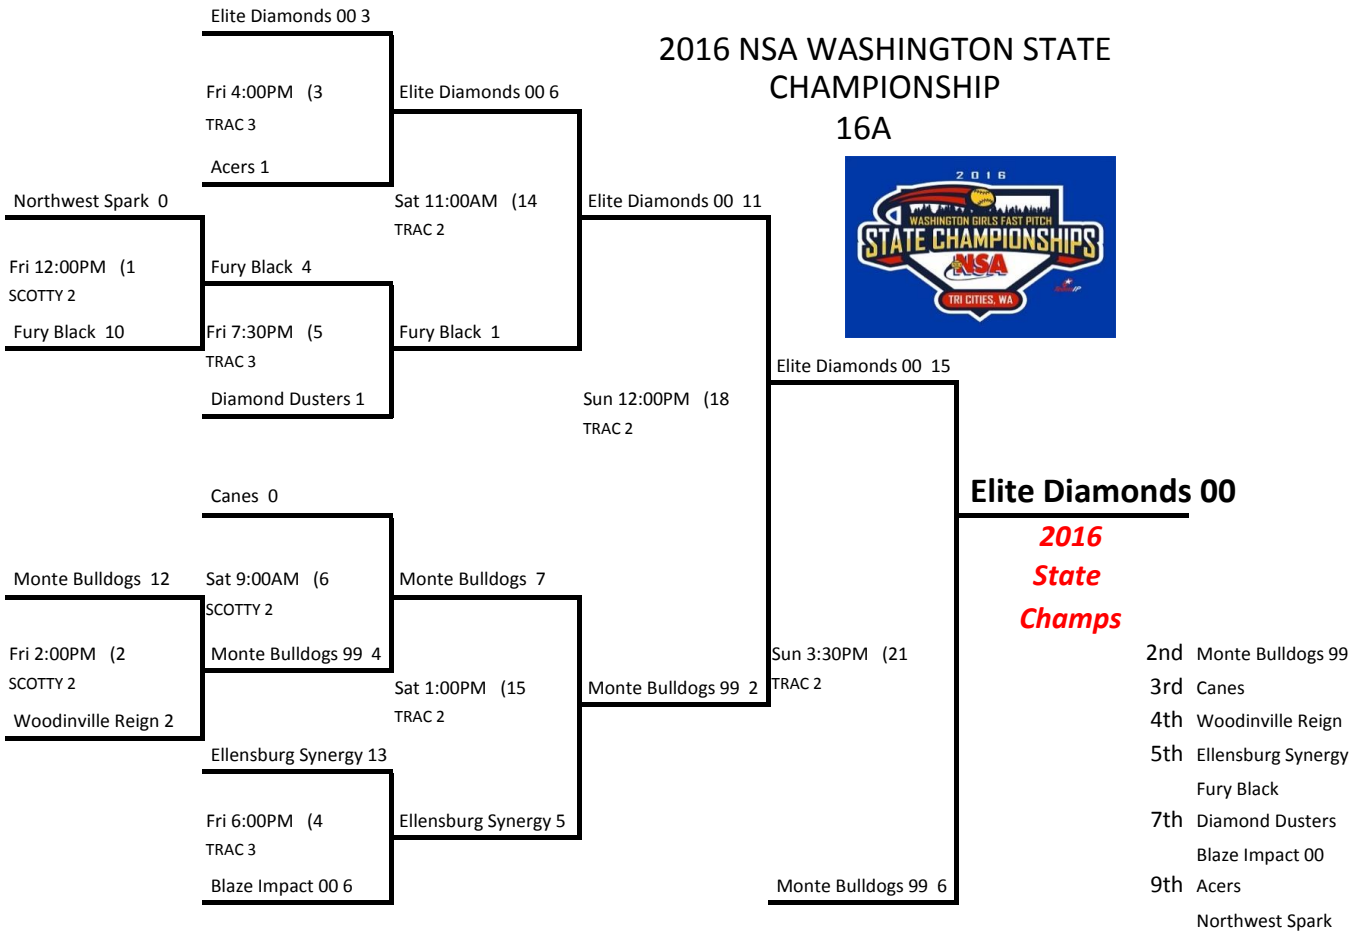 Elite Diamonds 00 3
2016 NSA WASHINGTON STATE
CHAMPIONSHIP
16A
Fri 4:00PM (3
TRAC 3
Elite Diamonds 00 6
Acers 1
2016
WASHINGTON GIRLS FAST PITCH
STATE CHAMPIONSHIPS
NSA
TRI CITIES, WA
Northwest Spark 0
Sat 11:00AM (14
TRAC 2
Elite Diamonds 00 11
Fri 12:00PM (1
SCOTTY 2
Fury Black 4
Fury Black 10
Fri 7:30PM (5
TRAC 3
Fury Black 1
Elite Diamonds 00 15
Diamond Dusters 1
Sun 12:00PM (18
TRAC 2
Canes 0
Elite Diamonds 00
2016
State
Champs
Monte Bulldogs 12
Sat 9:00AM (6
SCOTTY 2
Monte Bulldogs 7
Fri 2:00PM (2
SCOTTY 2
Monte Bulldogs 99 4
Sun 3:30PM (21
TRAC 2
Sat 1:00PM (15
TRAC 2
Monte Bulldogs 99 2
Woodinville Reign 2
Ellensburg Synergy 13
Fri 6:00PM (4
TRAC 3
Ellensburg Synergy 5
Blaze Impact 00 6
Monte Bulldogs 99 6
2nd Monte Bulldogs 99
3rd Canes
4th Woodinville Reign
5th Ellensburg Synergy
Fury Black
7th Diamond Dusters
Blaze Impact 00
9th Acers
Northwest Spark